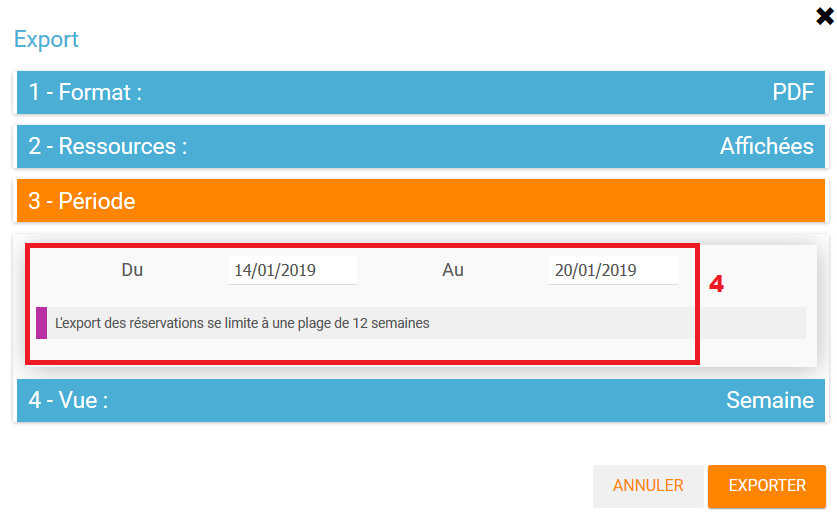 ✖
Export
1 - Format : PDF
2 - Ressources : Affichées
3 - Période
Du 14/01/2019 Au 20/01/2019
4
L'export des réservations se limite à une plage de 12 semaines
4 - Vue : Semaine
ANNULER EXPORTER